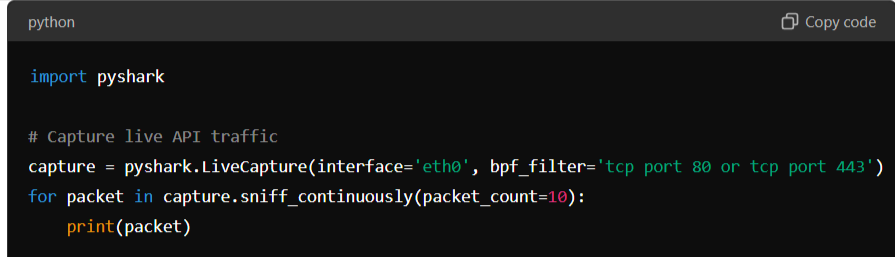 python
Copy code
import pyshark
# Capture live API traffic
capture = pyshark.LiveCapture(interface='eth0', bpf_filter='tcp port 80 or tcp port 443')
for packet in capture.sniff_continuously(packet_count=10):
    print(packet)